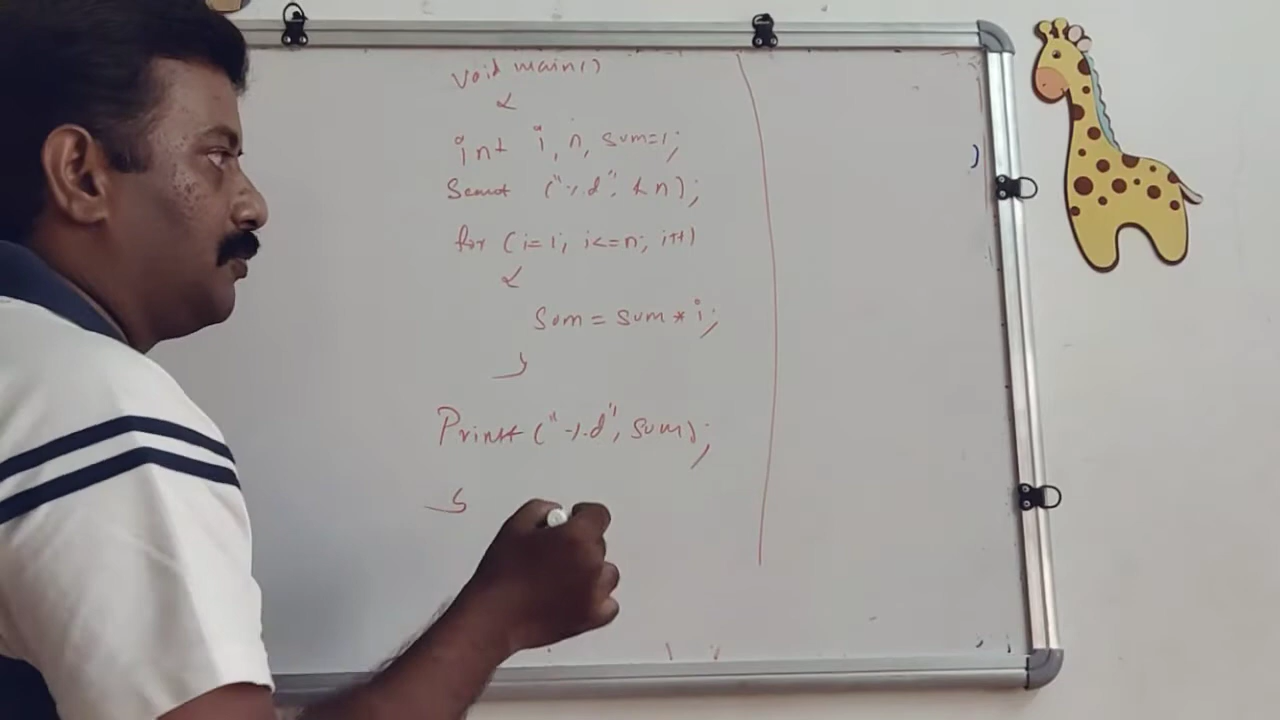 void main()
{
int i, n, sum=1;
Scanf ("%d", &n);
for (i=1; i<=n; i++)
{
Sum = sum * i;
}
Printf ("%d", sum);
}